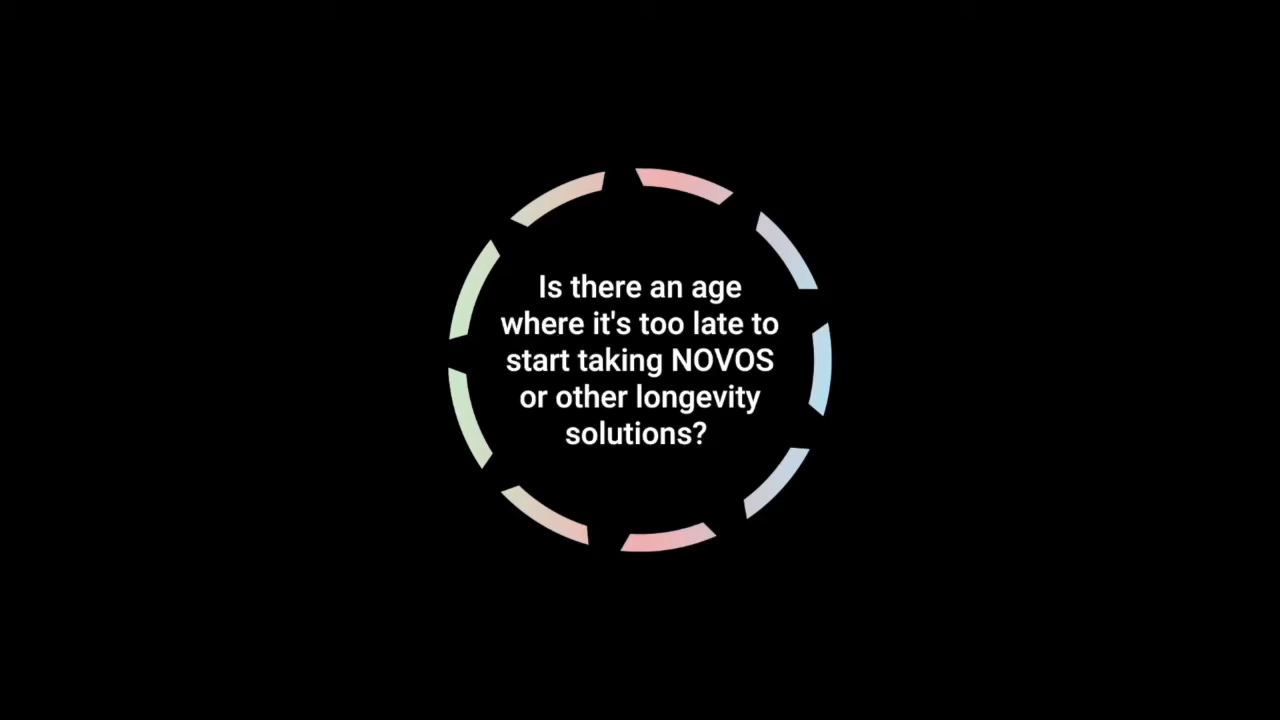 Is there an age
where it's too late to
start taking NOVOS
or other longevity
solutions?